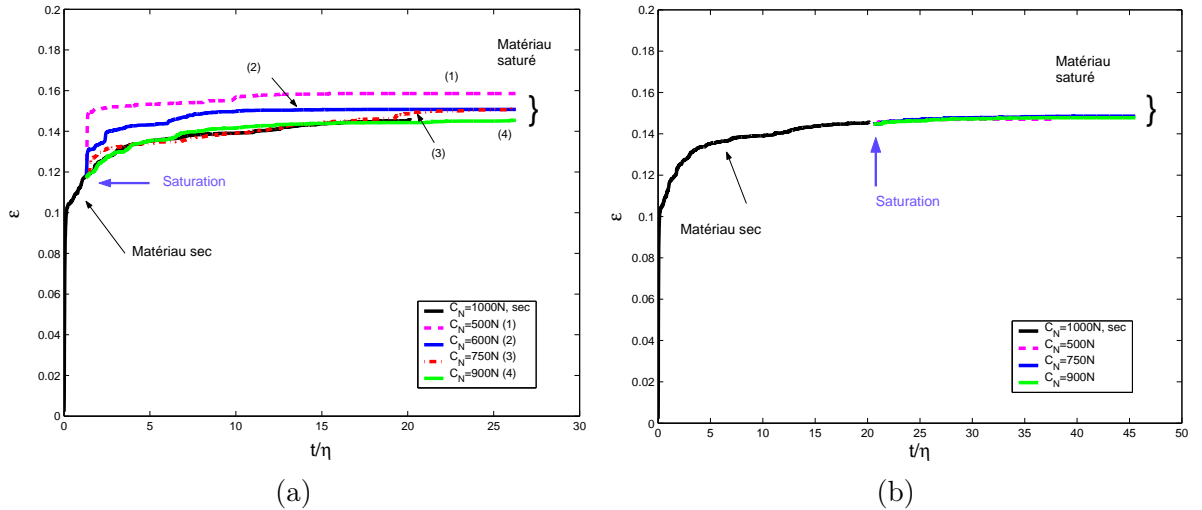 0.2
0.18
0.16
0.14
0.12
0.1
0.08
0.06
0.04
0.02
0
ε
0 5 10 15 20 25 30
t/η
Matériau
saturé
(1)
(2)
}
(3)
(4)
Saturation
Matériau sec
C_N=1000N, sec
C_N=500N (1)
C_N=600N (2)
C_N=750N (3)
C_N=900N (4)
(a)
0.2
0.18
0.16
0.14
0.12
0.1
0.08
0.06
0.04
0.02
0
ε
0 5 10 15 20 25 30 35 40 45 50
t/η
Matériau
saturé
}
Saturation
Matériau sec
C_N=1000N, sec
C_N=500N
C_N=750N
C_N=900N
(b)